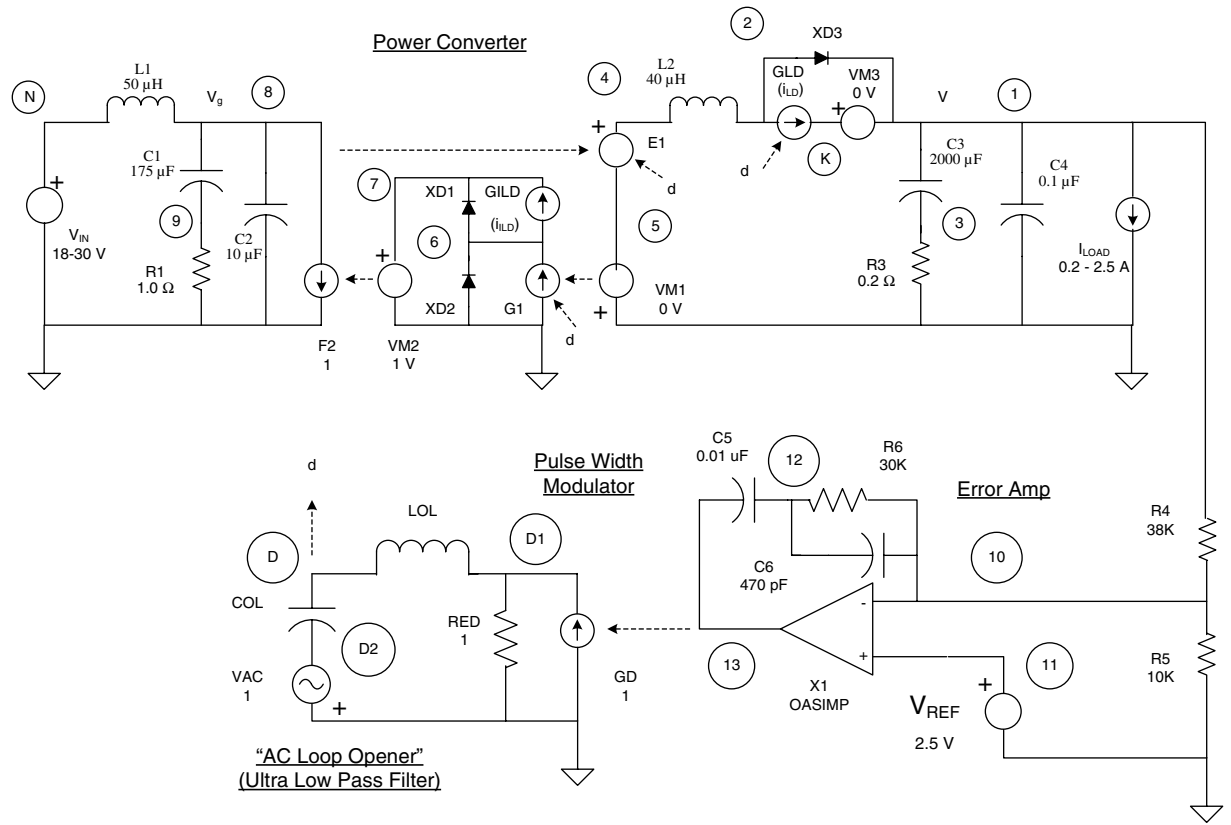 Power Converter
2
XD3
L1
50 µH
N
Vg
8
4
L2
40 µH
GLD
(iLD)
VM3
0 V
V
1
+
+
E1
K
C1
175 µF
C3
2000 µF
C4
0.1 µF
d
d
7
XD1
GILD
(iILD)
+
9
VIN
18-30 V
C2
10 µF
+
6
5
3
ILOAD
0.2 - 2.5 A
R1
1.0 Ω
R3
0.2 Ω
XD2
G1
VM1
0 V
+
d
F2
1
VM2
1 V
C5
0.01 uF
12
R6
30K
Pulse Width
Modulator
Error Amp
d
LOL
D1
R4
38K
D
C6
470 pF
10
COL
RED
1
-
D2
13
+
11
R5
10K
VAC
1
+
GD
1
X1
OASIMP
+
VREF
2.5 V
“AC Loop Opener”
(Ultra Low Pass Filter)